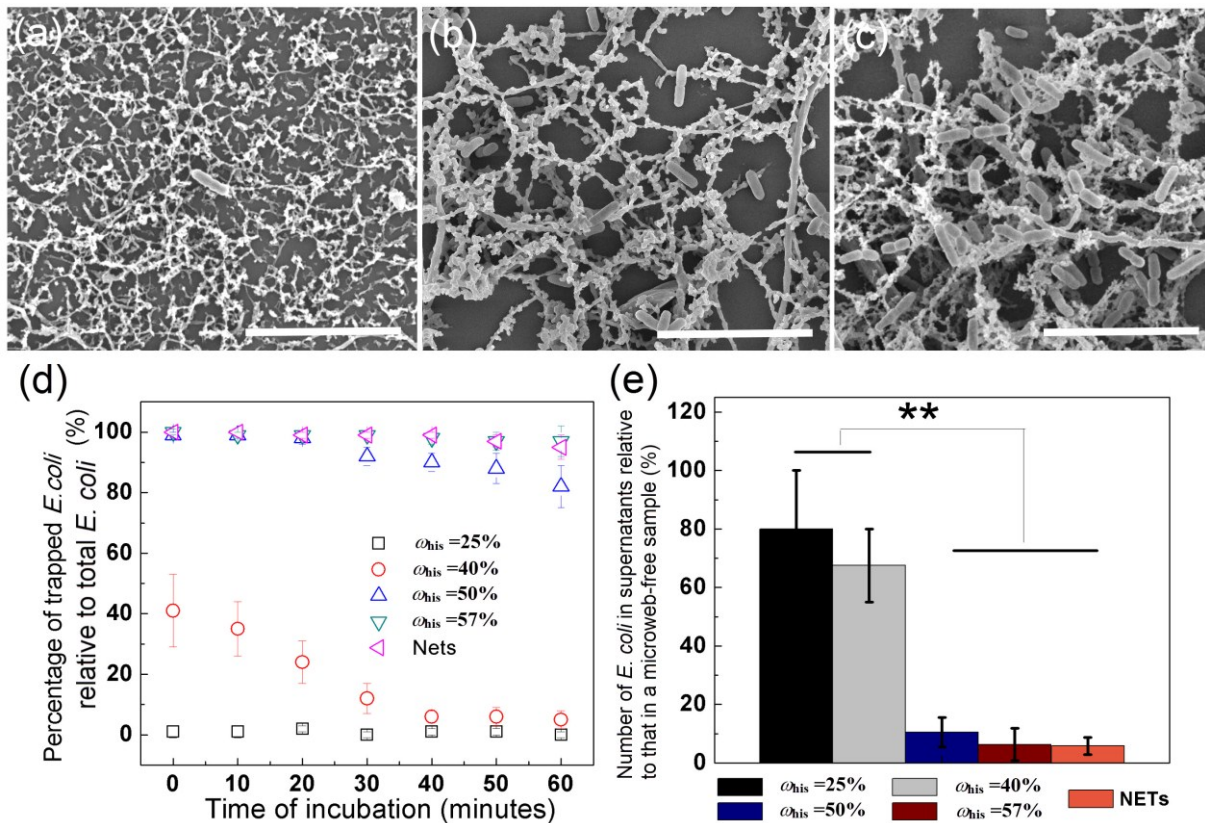 (a)
(b)
(c)
(d)
Percentage of trapped E.coli
relative to total E. coli (%)
100
80
60
40
20
0
ωhis =25%
ωhis =40%
ωhis =50%
ωhis =57%
Nets
0 10 20 30 40 50 60
Time of incubation (minutes)
(e)
Number of E. coli in supernatants relative
to that in a microweb-free sample (%)
120
100
80
60
40
20
0
**
ωhis =25%
ωhis =40%
ωhis =50%
ωhis =57%
NETs